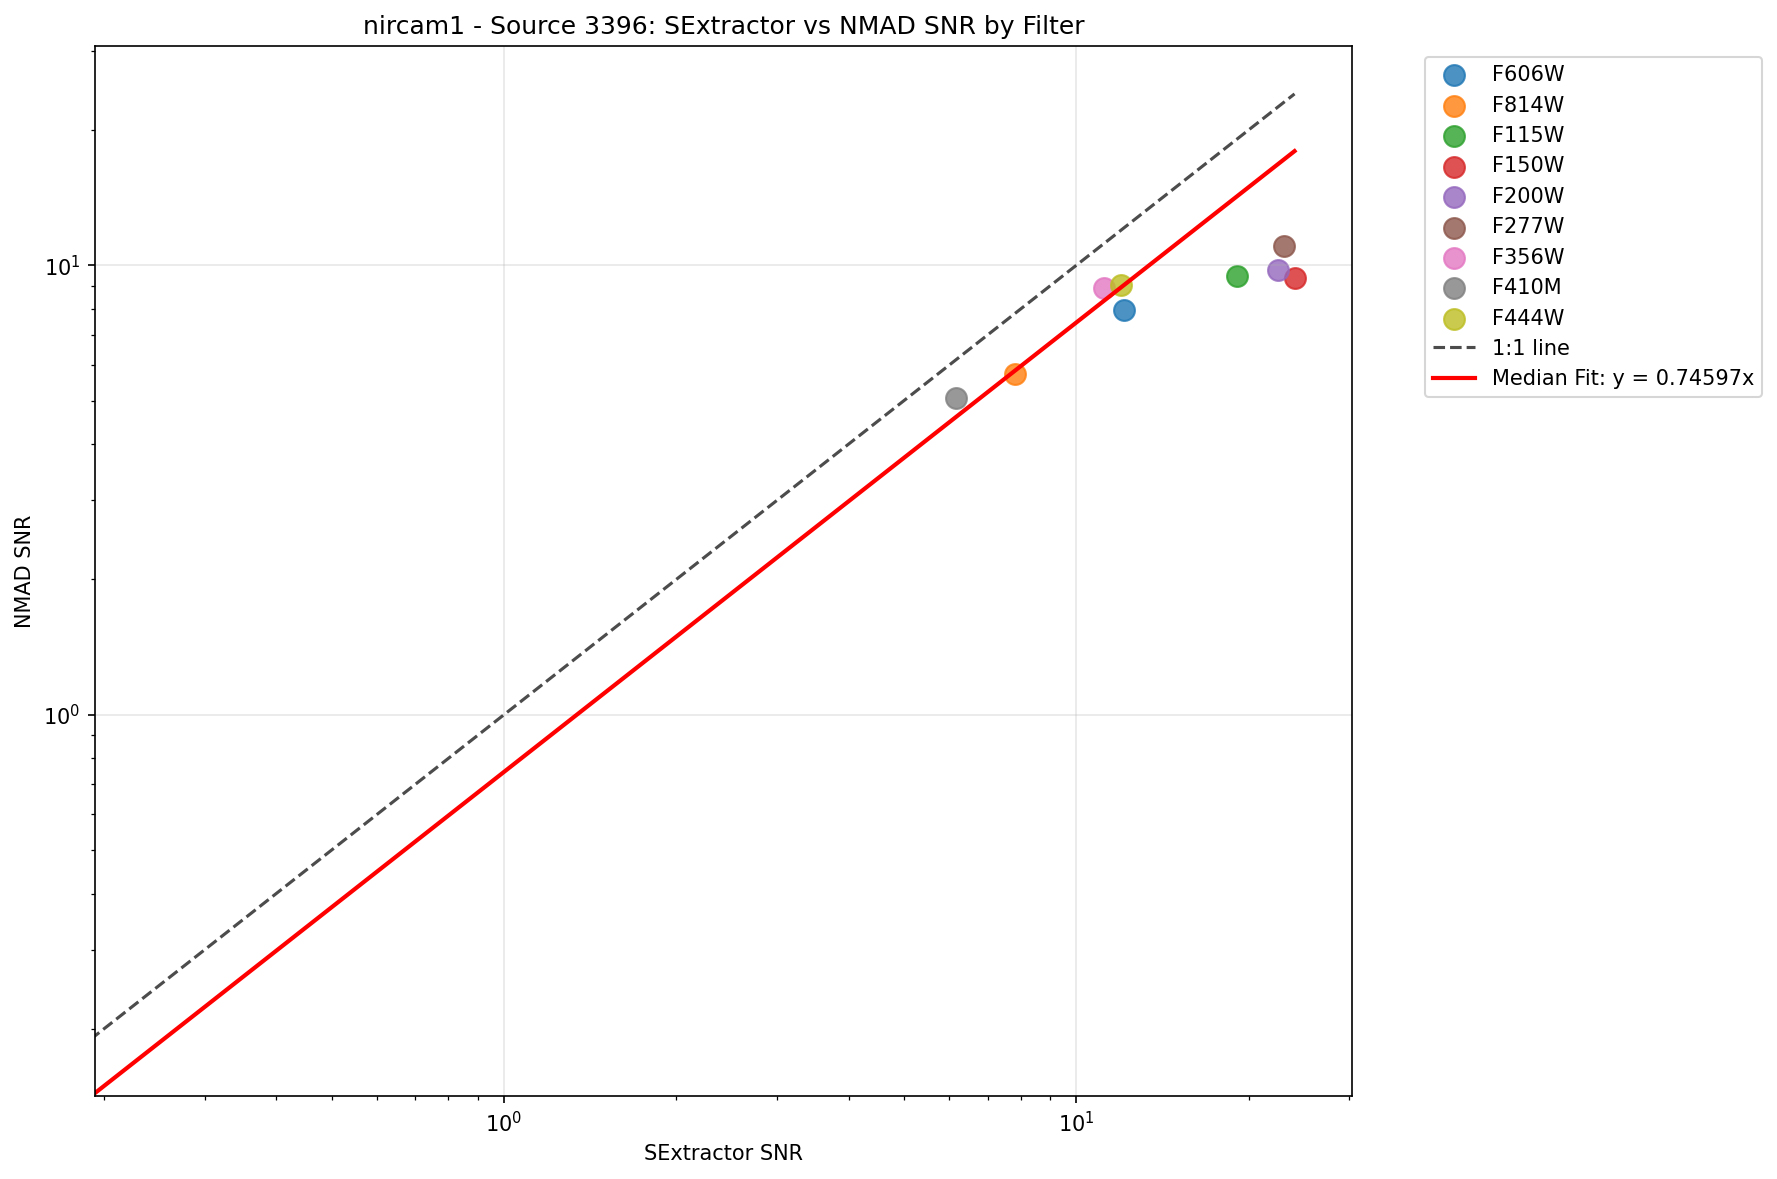 nircam1 - Source 3396: SExtractor vs NMAD SNR by Filter
F606W
F814W
F115W
F150W
F200W
F277W
F356W
F410M
F444W
1:1 line
Median Fit: y = 0.74597x
NMAD SNR
10¹
10⁰
10⁰
10¹
SExtractor SNR